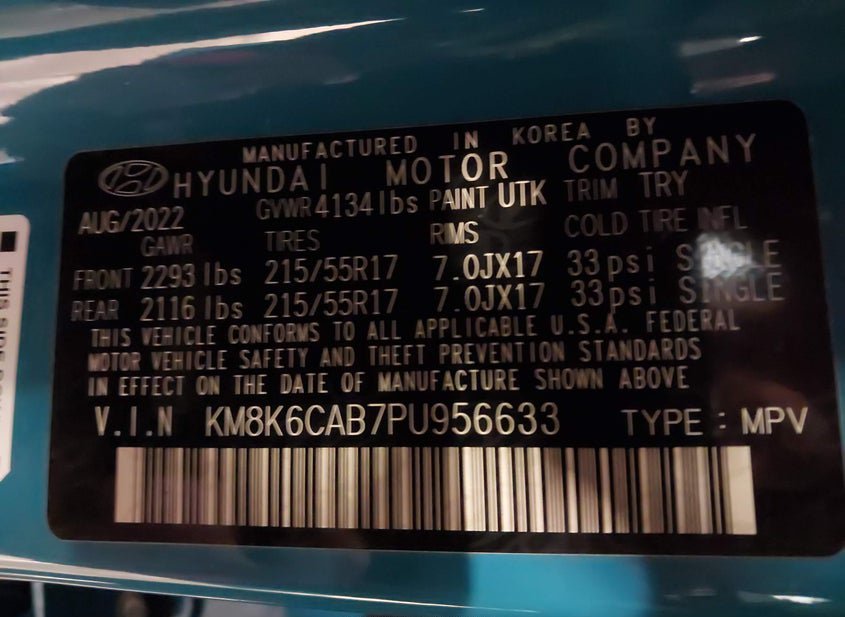 MANUFACTURED IN KOREA BY
HYUNDAI MOTOR COMPANY
AUG/2022 GVWR 4134 lbs PAINT UTK TRIM TRY
GAWR TIRES RIMS COLD TIRE INFL
FRONT 2293 lbs 215/55R17 7.0JX17 33 psi SINGLE
REAR 2116 lbs 215/55R17 7.0JX17 33 psi SINGLE
THIS VEHICLE CONFORMS TO ALL APPLICABLE U.S.A. FEDERAL
MOTOR VEHICLE SAFETY AND THEFT PREVENTION STANDARDS
IN EFFECT ON THE DATE OF MANUFACTURE SHOWN ABOVE
V.I.N KM8K6CAB7PU956633 TYPE : MPV
THIS SIDE